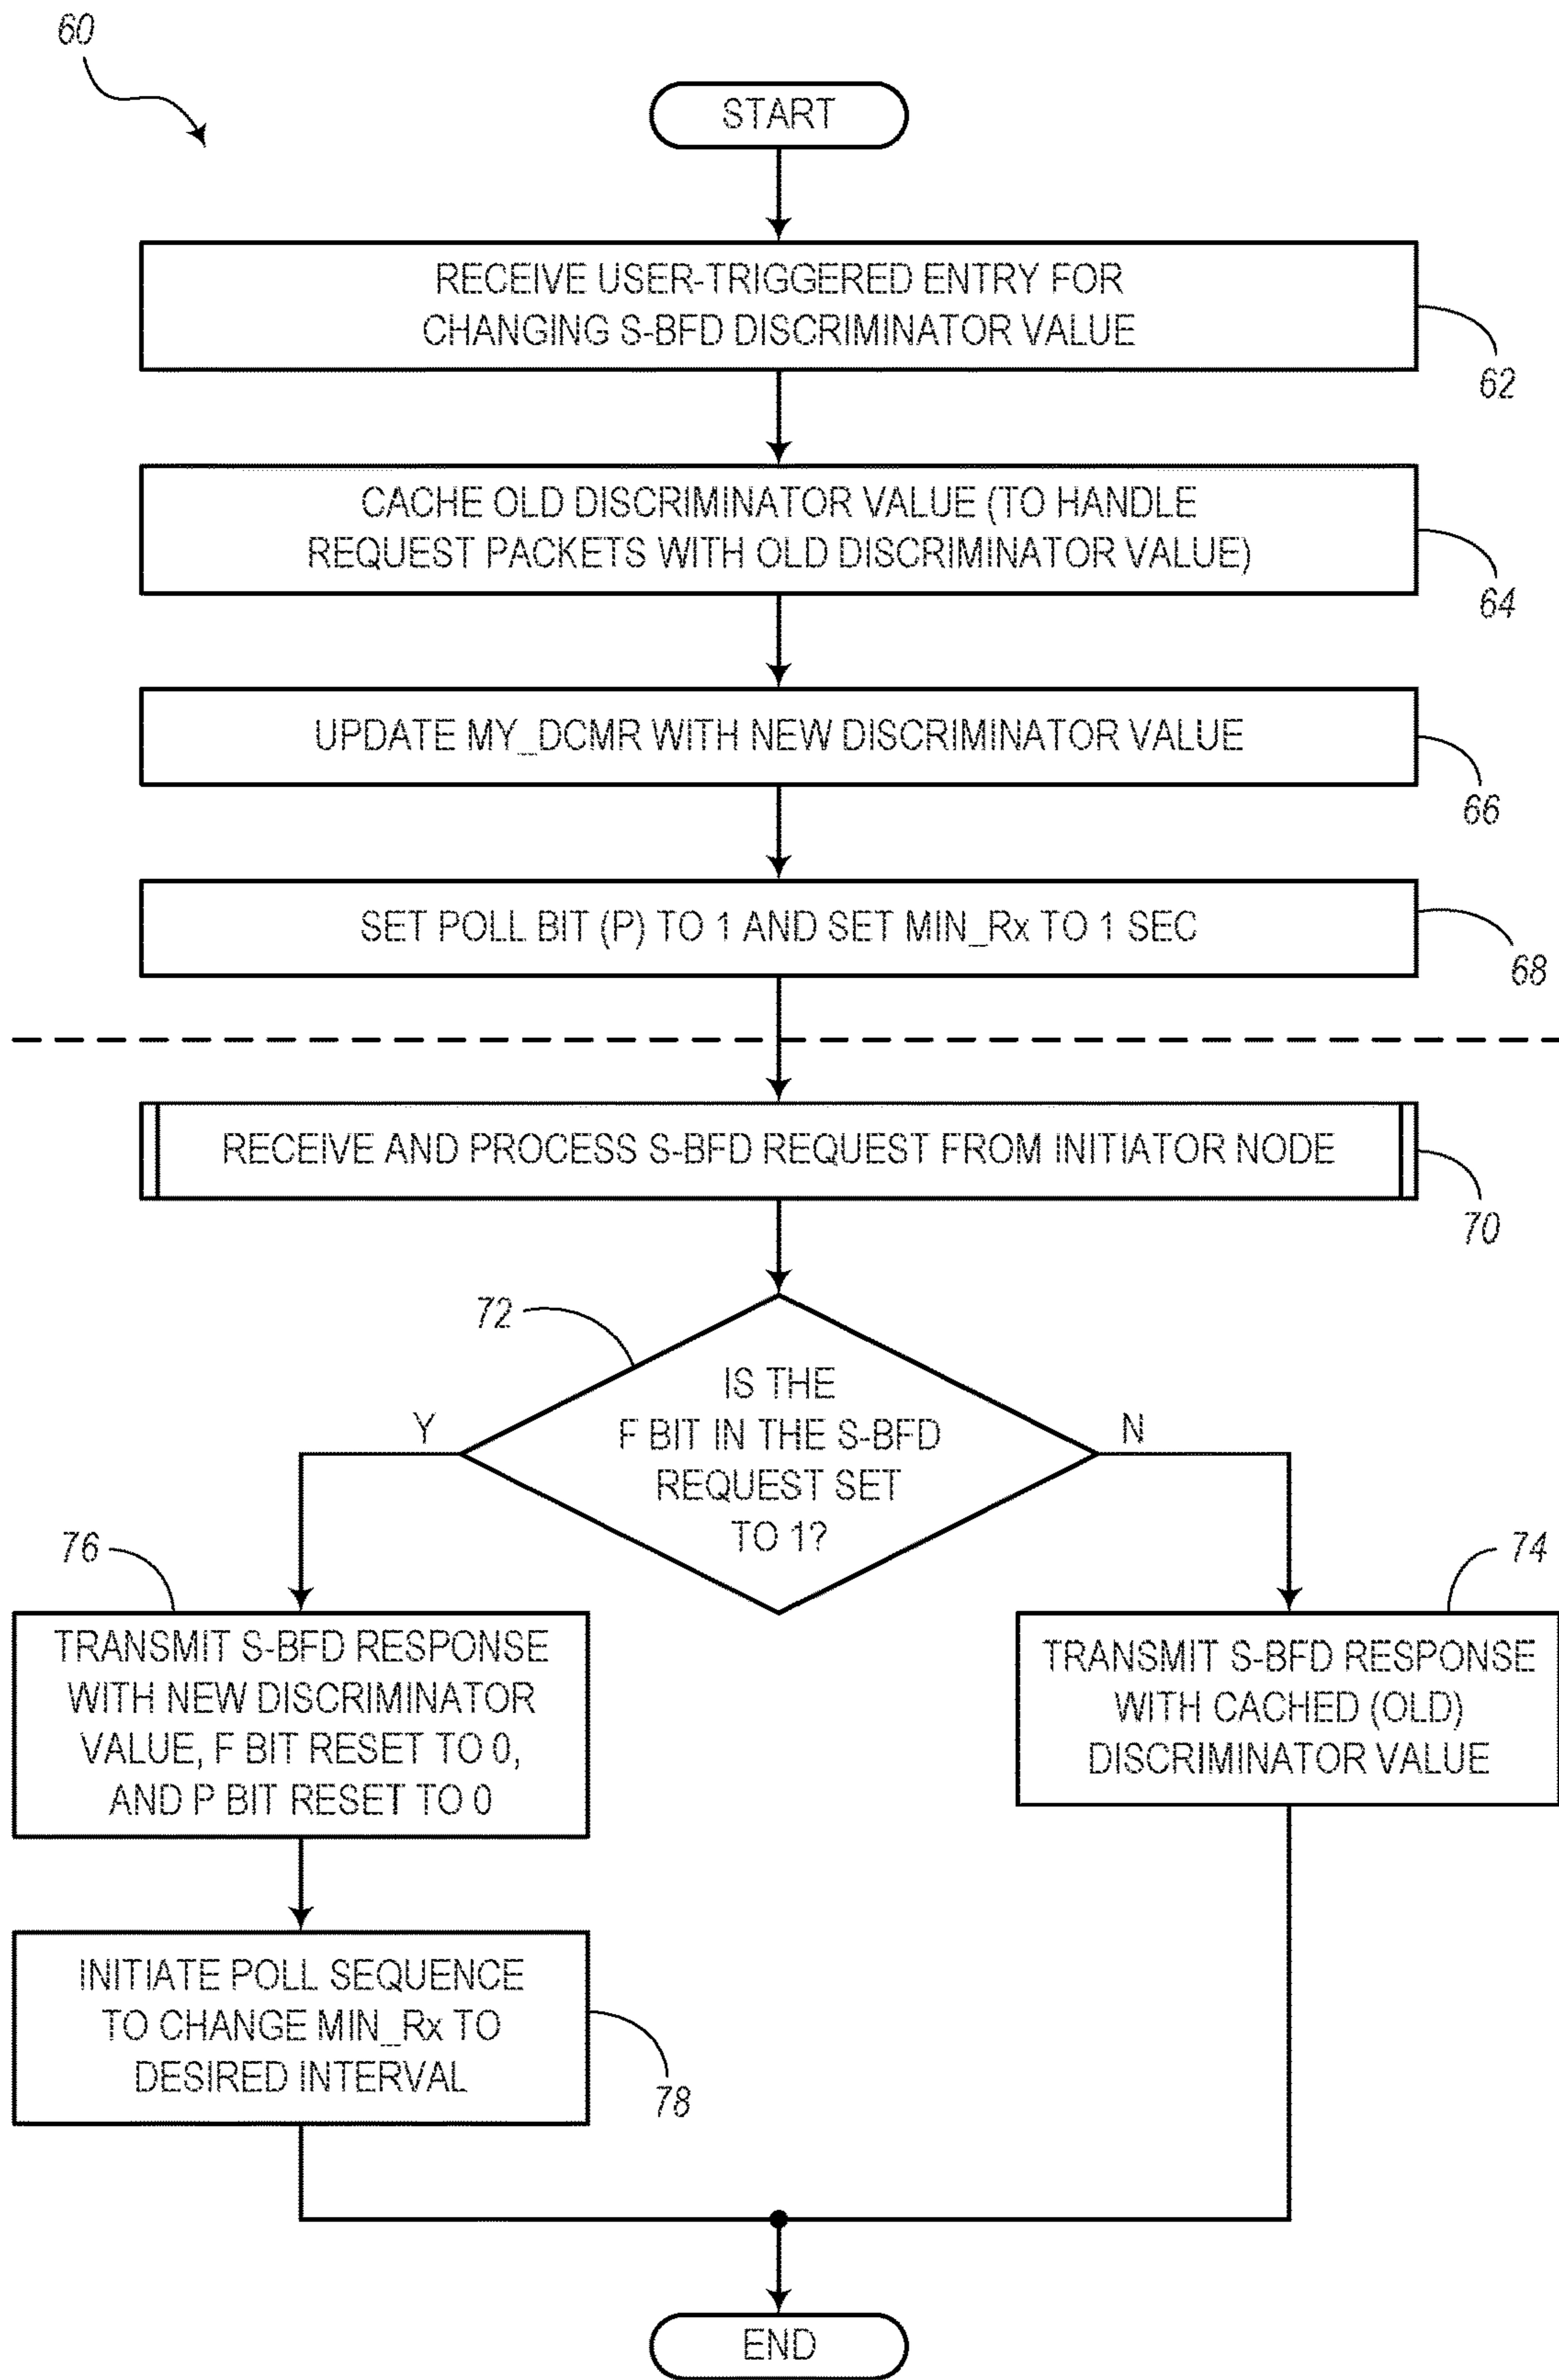 60
START
RECEIVE USER-TRIGGERED ENTRY FOR
CHANGING S-BFD DISCRIMINATOR VALUE
62
CACHE OLD DISCRIMINATOR VALUE (TO HANDLE
REQUEST PACKETS WITH OLD DISCRIMINATOR VALUE)
64
UPDATE MY_DCMR WITH NEW DISCRIMINATOR VALUE
66
SET POLL BIT (P) TO 1 AND SET MIN_Rx TO 1 SEC
68
RECEIVE AND PROCESS S-BFD REQUEST FROM INITIATOR NODE
70
72
IS THE
F BIT IN THE S-BFD
REQUEST SET
TO 1?
Y
N
76
TRANSMIT S-BFD RESPONSE
WITH NEW DISCRIMINATOR
VALUE, F BIT RESET TO 0,
AND P BIT RESET TO 0
74
TRANSMIT S-BFD RESPONSE
WITH CACHED (OLD)
DISCRIMINATOR VALUE
INITIATE POLL SEQUENCE
TO CHANGE MIN_Rx TO
DESIRED INTERVAL
78
END